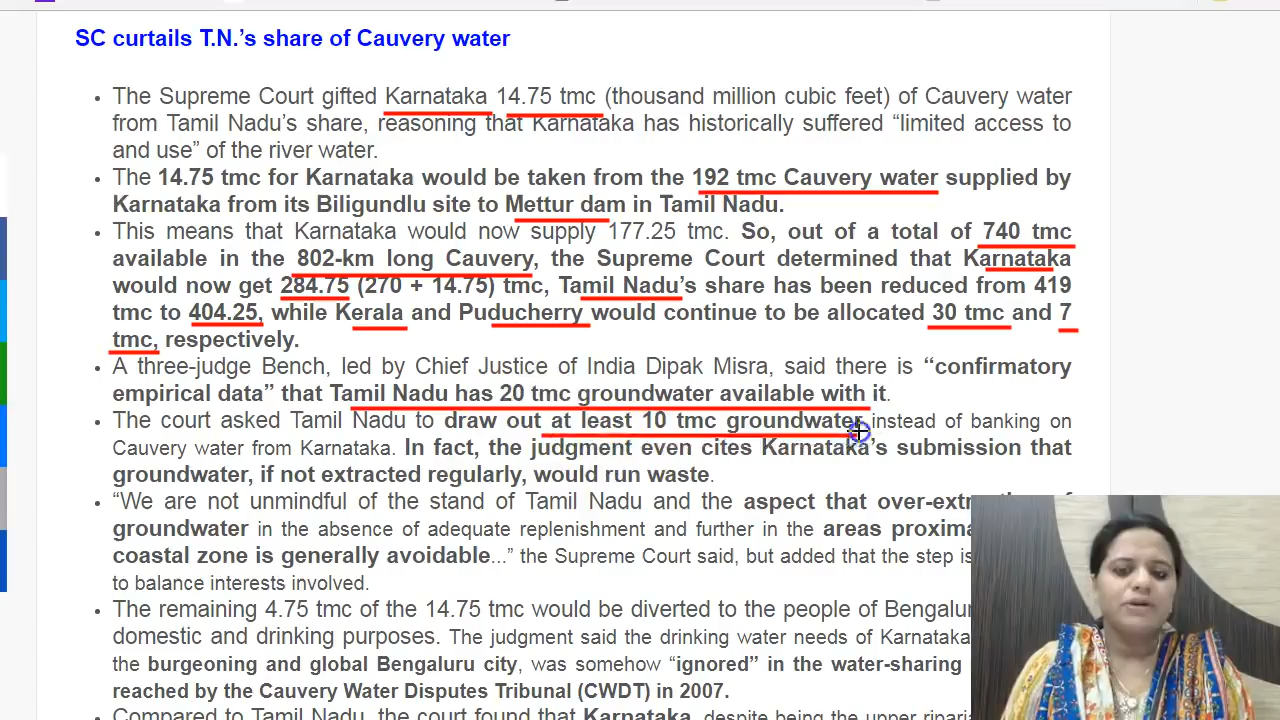 SC curtails T.N.’s share of Cauvery water
• The Supreme Court gifted Karnataka 14.75 tmc (thousand million cubic feet) of Cauvery water
from Tamil Nadu’s share, reasoning that Karnataka has historically suffered “limited access to
and use” of the river water.
• The 14.75 tmc for Karnataka would be taken from the 192 tmc Cauvery water supplied by
Karnataka from its Biligundlu site to Mettur dam in Tamil Nadu.
• This means that Karnataka would now supply 177.25 tmc. So, out of a total of 740 tmc
available in the 802-km long Cauvery, the Supreme Court determined that Karnataka
would now get 284.75 (270 + 14.75) tmc, Tamil Nadu’s share has been reduced from 419
tmc to 404.25, while Kerala and Puducherry would continue to be allocated 30 tmc and 7
tmc, respectively.
• A three-judge Bench, led by Chief Justice of India Dipak Misra, said there is “confirmatory
empirical data” that Tamil Nadu has 20 tmc groundwater available with it.
• The court asked Tamil Nadu to draw out at least 10 tmc groundwater instead of banking on
Cauvery water from Karnataka. In fact, the judgment even cites Karnataka’s submission that
groundwater, if not extracted regularly, would run waste.
• “We are not unmindful of the stand of Tamil Nadu and the aspect that
groundwater in the absence of adequate replenishment and further in the areas
coastal zone is generally avoidable...” the Supreme Court said, but added that the step is
to balance interests involved.
• The remaining 4.75 tmc of the 14.75 tmc would be diverted to the people of
domestic and drinking purposes. The judgment said the drinking water needs of Karnataka
the burgeoning and global Bengaluru city, was somehow “ignored” in the water-sharing
reached by the Cauvery Water Disputes Tribunal (CWDT) in 2007.
Compared to Tamil Nadu, the court found that Karnataka, despite being the upper